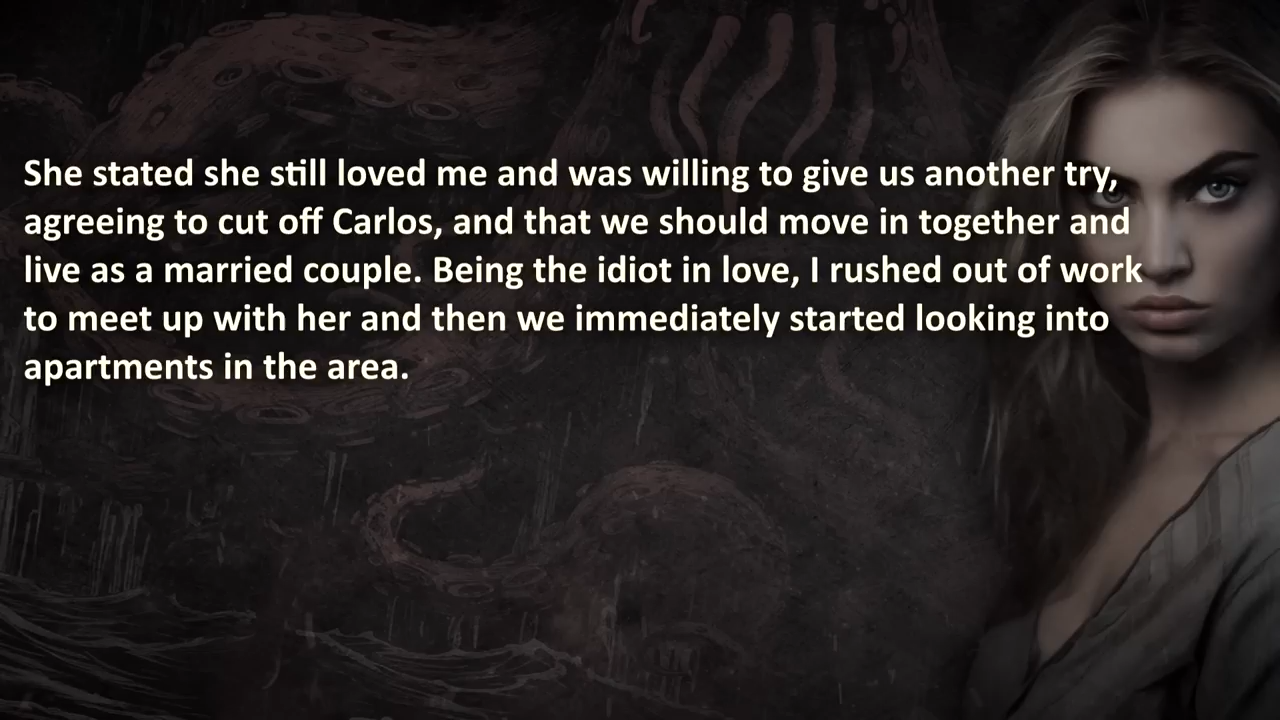 She stated she still loved me and was willing to give us another try,
agreeing to cut off Carlos, and that we should move in together and
live as a married couple. Being the idiot in love, I rushed out of work
to meet up with her and then we immediately started looking into
apartments in the area.